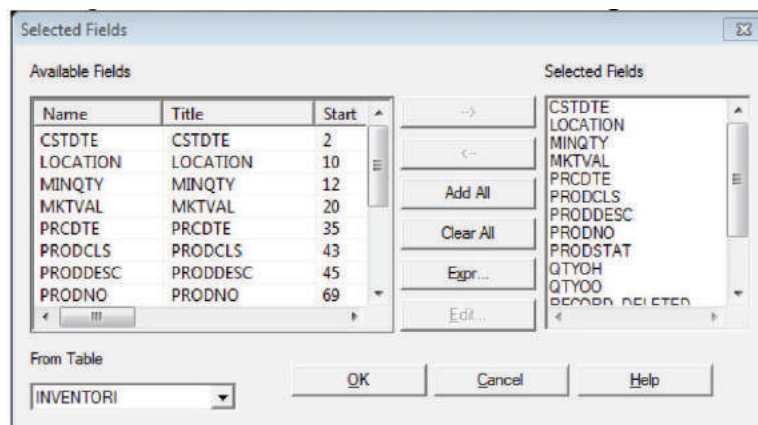 Selected Fields
Available Fields
Selected Fields
Name Title Start
CSTDTE CSTDTE 2
LOCATION LOCATION 10
MINQTY MINQTY 12
MKTVAL MKTVAL 20
PRCDTE PRCDTE 35
PRODCLS PRODCLS 43
PRODDESC PRODDESC 45
PRODNO PRODNO 69
-->
<--
Add All
Clear All
Expr...
Edit...
CSTDTE
LOCATION
MINQTY
MKTVAL
PRCDTE
PRODCLS
PRODDESC
PRODNO
PRODSTAT
QTYOH
QTYOO
RECORD_DELETED
From Table
INVENTORI
OK
Cancel
Help